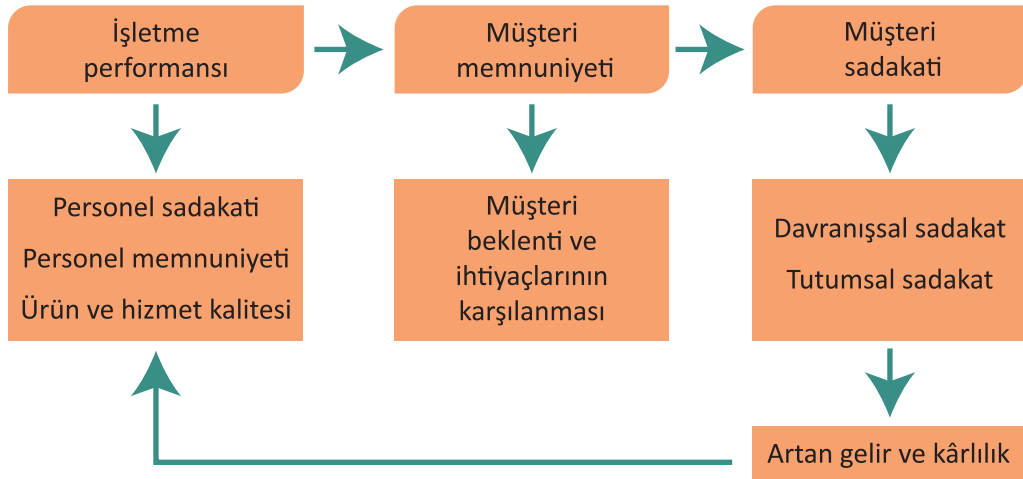 İşletme
performansı
Müşteri
memnuniyeti
Müşteri
sadakati
Personel sadakati
Personel memnuniyeti
Ürün ve hizmet kalitesi
Müşteri
beklenti ve
ihtiyaçlarının
karşılanması
Davranışsal sadakat
Tutumsal sadakat
Artan gelir ve kârlılık